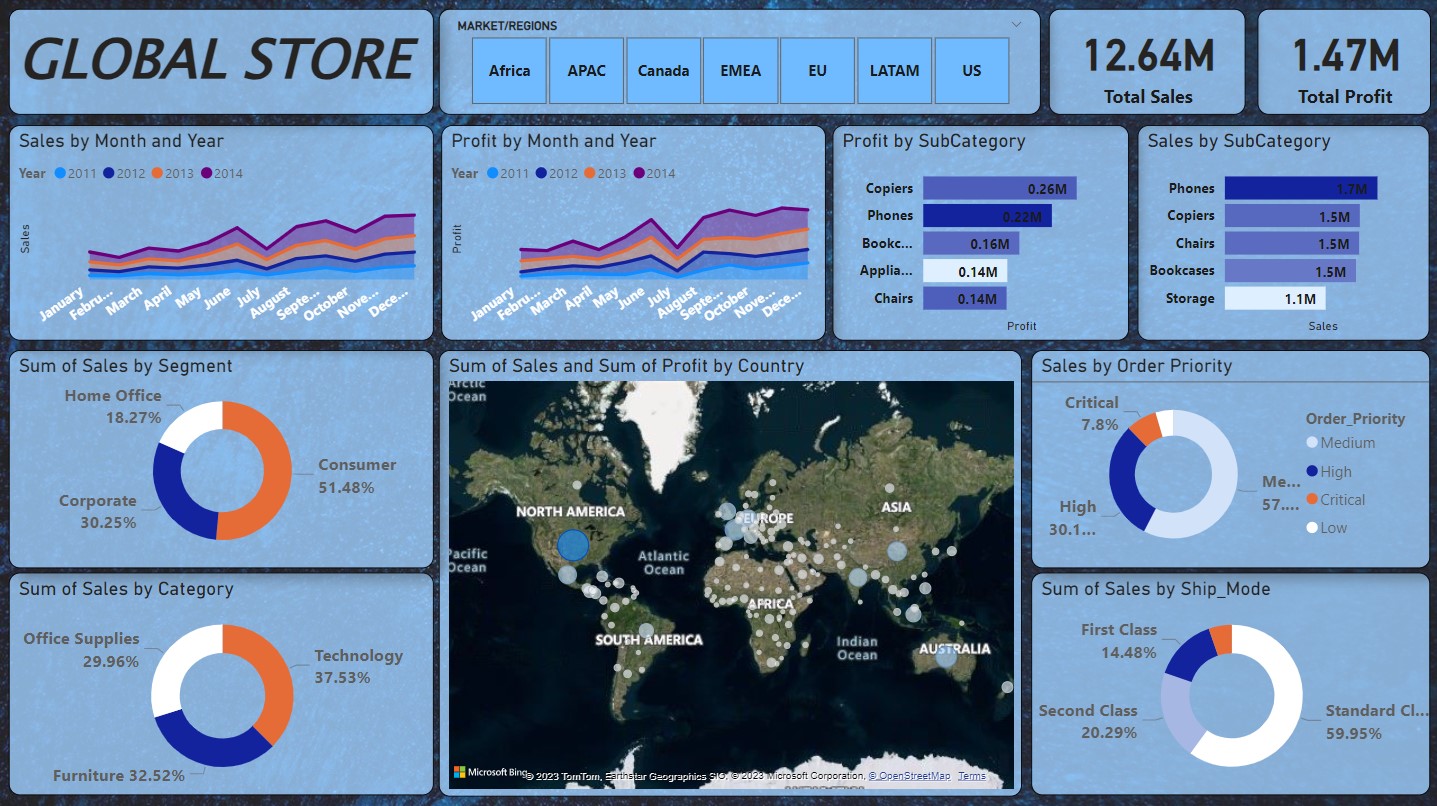 GLOBAL STORE
MARKET/REGIONS
Africa
APAC
Canada
EMEA
EU
LATAM
US
12.64M
Total Sales
1.47M
Total Profit
Sales by Month and Year
Year 2011 2012 2013 2014
Sales
January
Febru...
March
April
May
June
July
August
Septe...
October
Nove...
Dece...
Profit by Month and Year
Year 2011 2012 2013 2014
Profit
January
Febru...
March
April
May
June
July
August
Septe...
October
Nove...
Dece...
Profit by SubCategory
Copiers 0.26M
Phones 0.22M
Bookc... 0.16M
Applia... 0.14M
Chairs 0.14M
Profit
Sales by SubCategory
Phones 1.7M
Copiers 1.5M
Chairs 1.5M
Bookcases 1.5M
Storage 1.1M
Sales
Sum of Sales by Segment
Home Office
18.27%
Consumer
51.48%
Corporate
30.25%
Sum of Sales and Sum of Profit by Country
Arctic
Ocean
NORTH AMERICA
EUROPE
ASIA
Pacific
Ocean
Atlantic
Ocean
AFRICA
SOUTH AMERICA
Indian
Ocean
AUSTRALIA
Microsoft Bing
© 2023 TomTom, Earthstar Geographics SIO, © 2023 Microsoft Corporation, © OpenStreetMap Terms
Sales by Order Priority
Critical
7.8%
High
30.1...
Me...
57....
Order_Priority
Medium
High
Critical
Low
Sum of Sales by Category
Office Supplies
29.96%
Technology
37.53%
Furniture 32.52%
Sum of Sales by Ship_Mode
First Class
14.48%
Second Class
20.29%
Standard Cl...
59.95%